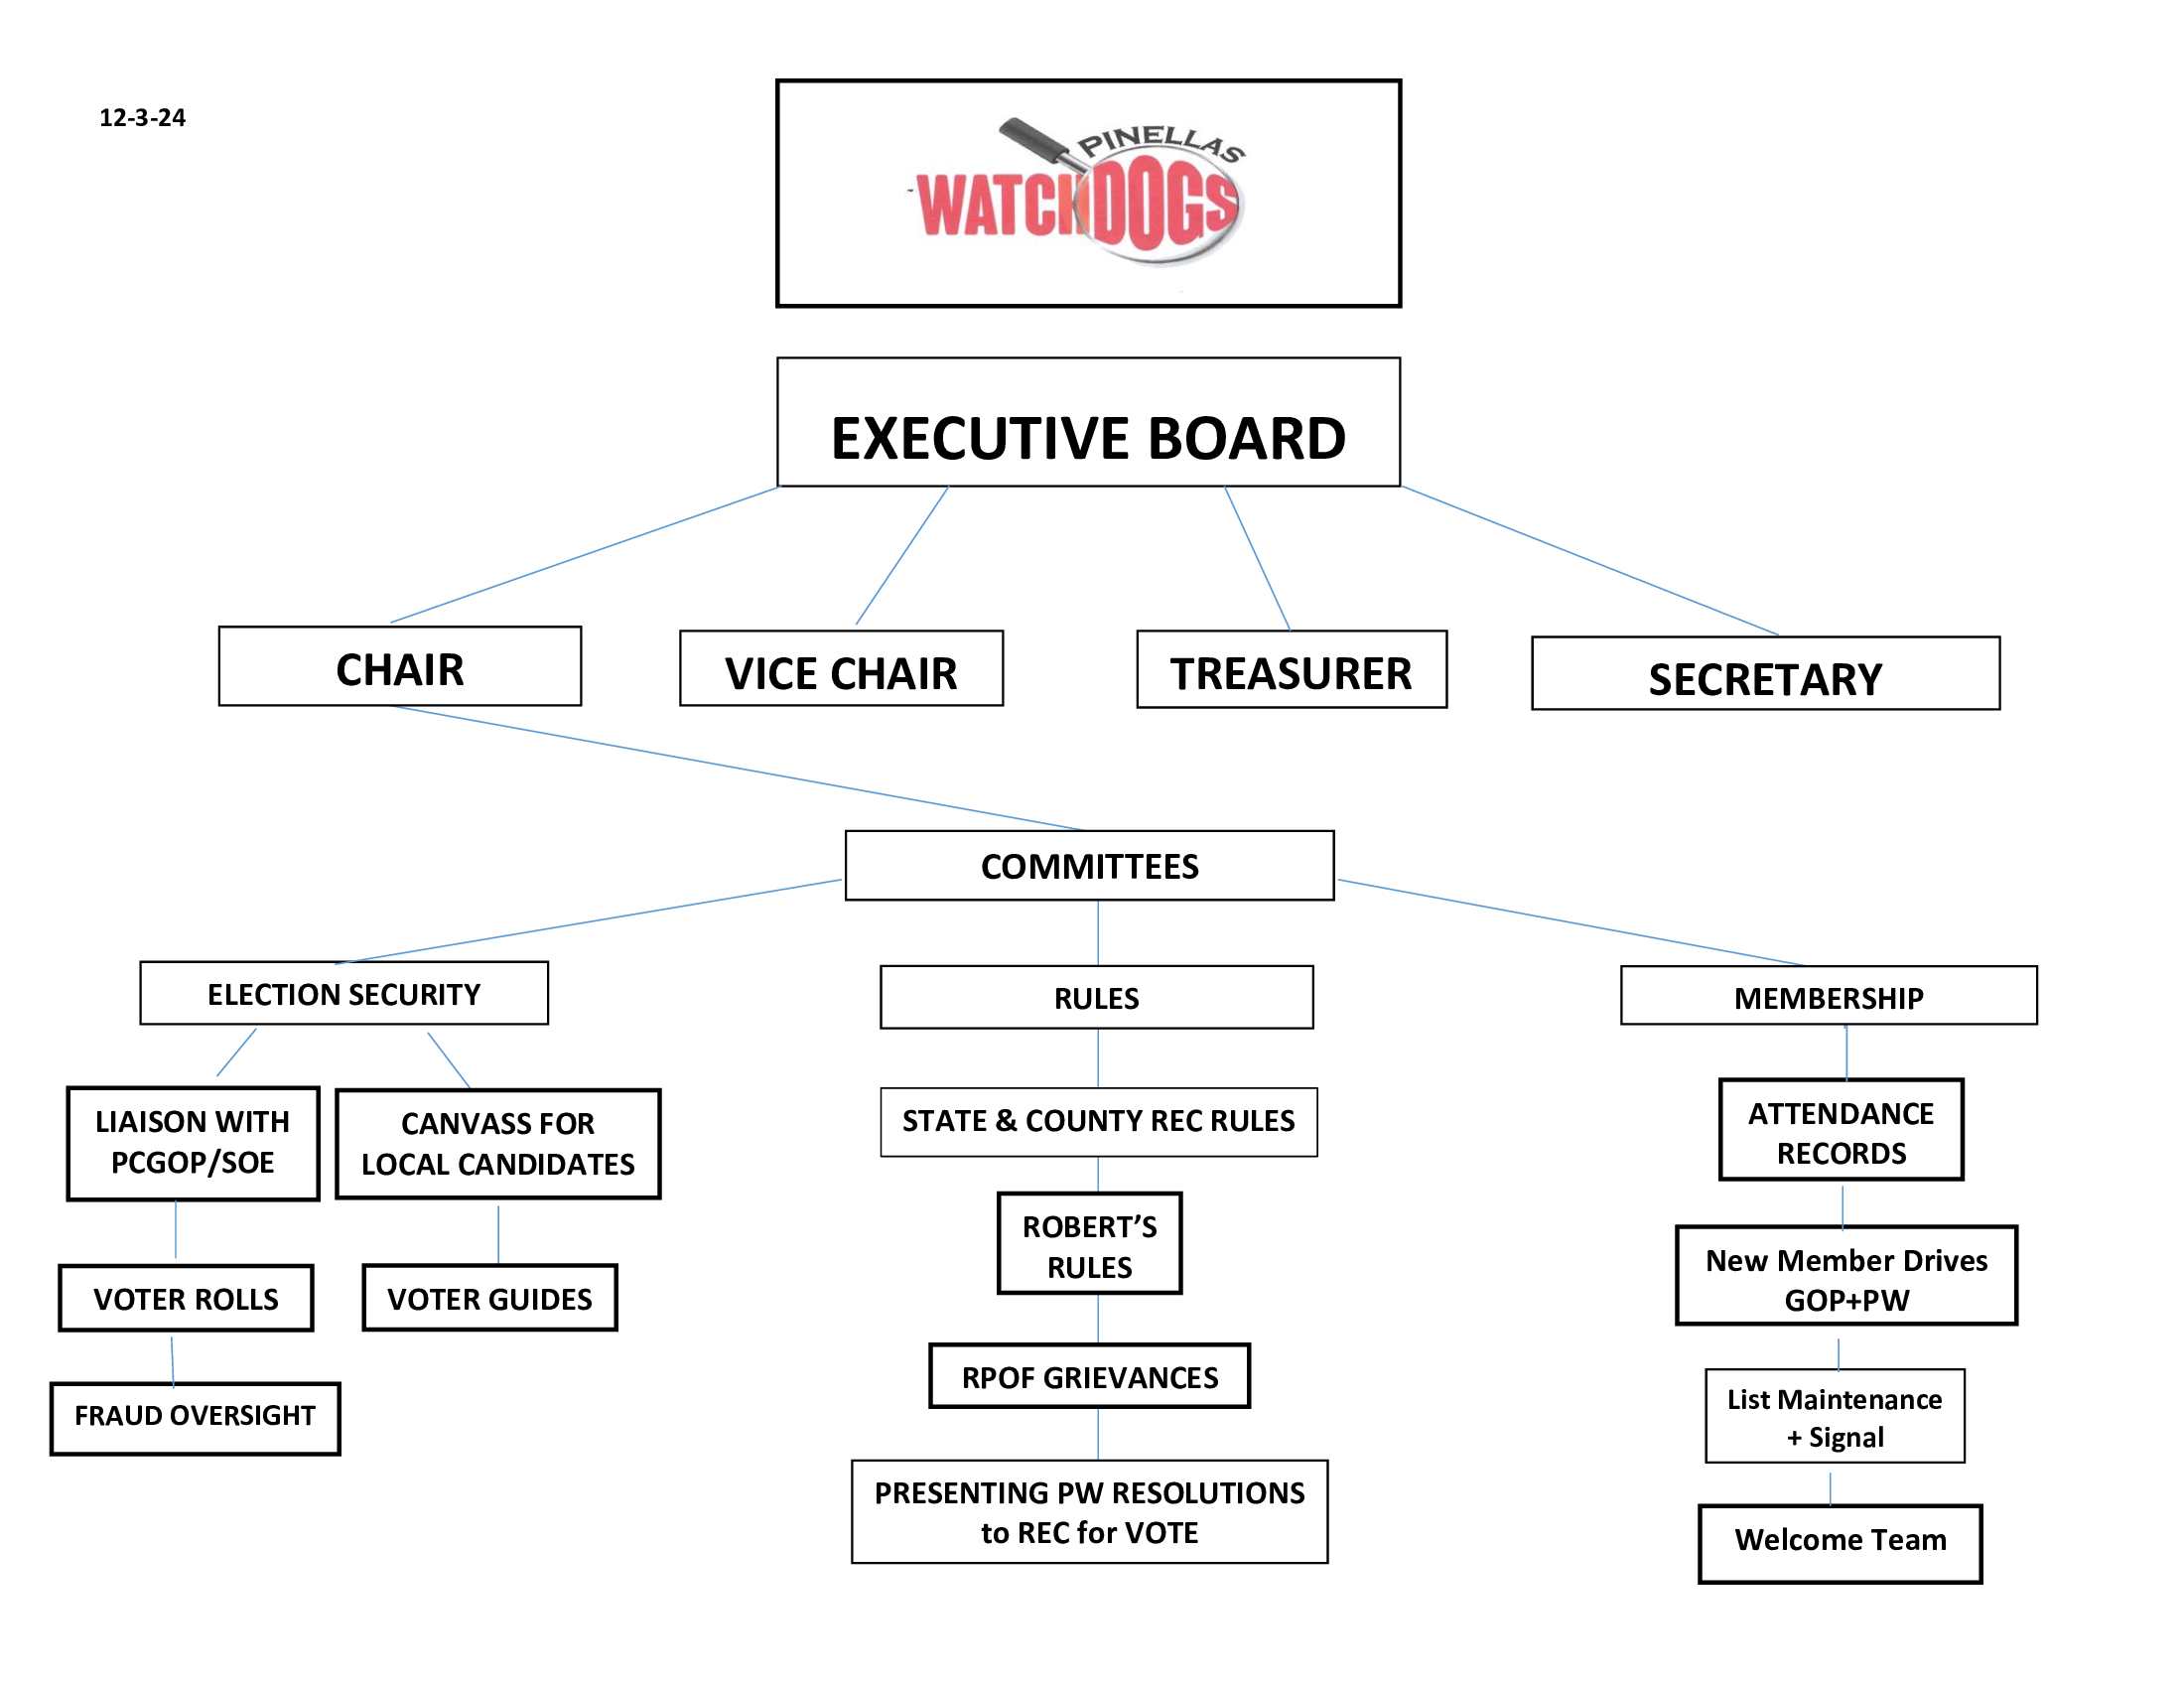 12-3-24
PINELLAS
WATCHDOGS
EXECUTIVE BOARD
CHAIR
VICE CHAIR
TREASURER
SECRETARY
COMMITTEES
ELECTION SECURITY
RULES
MEMBERSHIP
LIAISON WITH
PCGOP/SOE
CANVASS FOR
LOCAL CANDIDATES
STATE & COUNTY REC RULES
ATTENDANCE
RECORDS
VOTER ROLLS
VOTER GUIDES
ROBERT’S
RULES
New Member Drives
GOP+PW
FRAUD OVERSIGHT
RPOF GRIEVANCES
List Maintenance
+ Signal
PRESENTING PW RESOLUTIONS
to REC for VOTE
Welcome Team